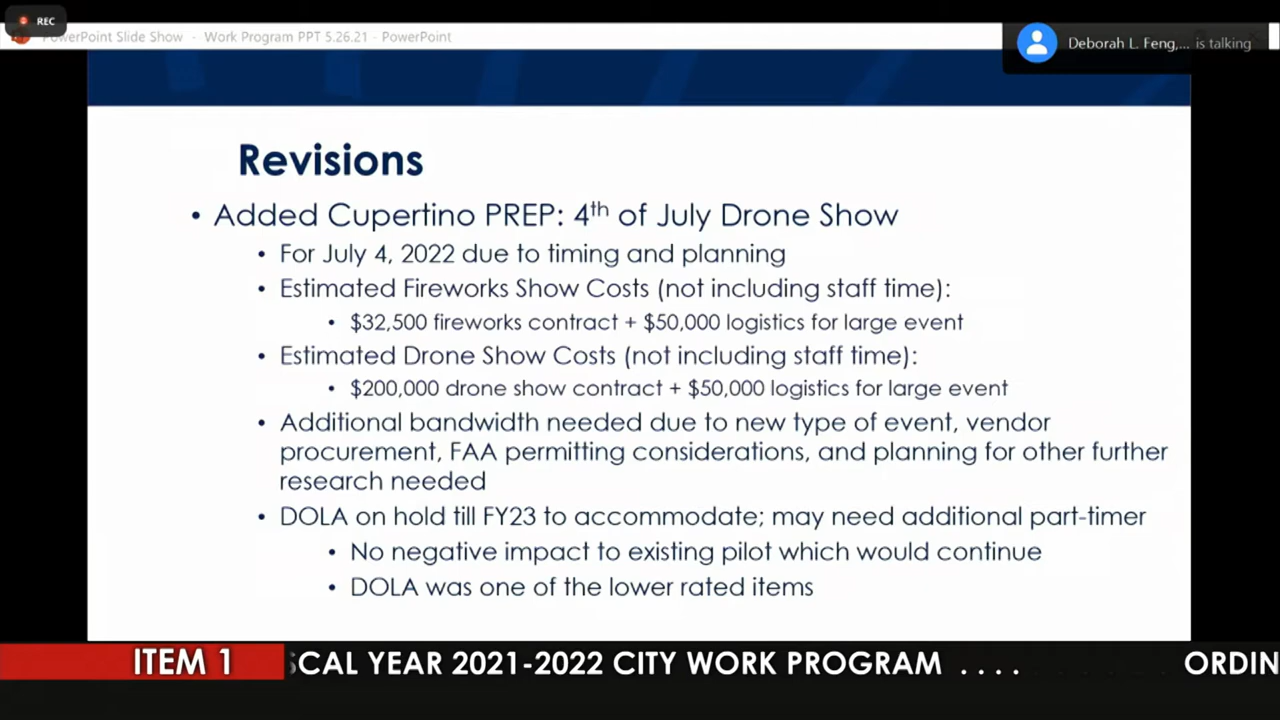 REC
PowerPoint Slide Show - Work Program PPT 5.26.21 - PowerPoint
Deborah L. Feng,... is talking
Revisions
• Added Cupertino PREP: 4th of July Drone Show
• For July 4, 2022 due to timing and planning
• Estimated Fireworks Show Costs (not including staff time):
• $32,500 fireworks contract + $50,000 logistics for large event
• Estimated Drone Show Costs (not including staff time):
• $200,000 drone show contract + $50,000 logistics for large event
• Additional bandwidth needed due to new type of event, vendor
procurement, FAA permitting considerations, and planning for other further
research needed
• DOLA on hold till FY23 to accommodate; may need additional part-timer
• No negative impact to existing pilot which would continue
• DOLA was one of the lower rated items
ITEM 1 SCAL YEAR 2021-2022 CITY WORK PROGRAM . . . . ORDIN